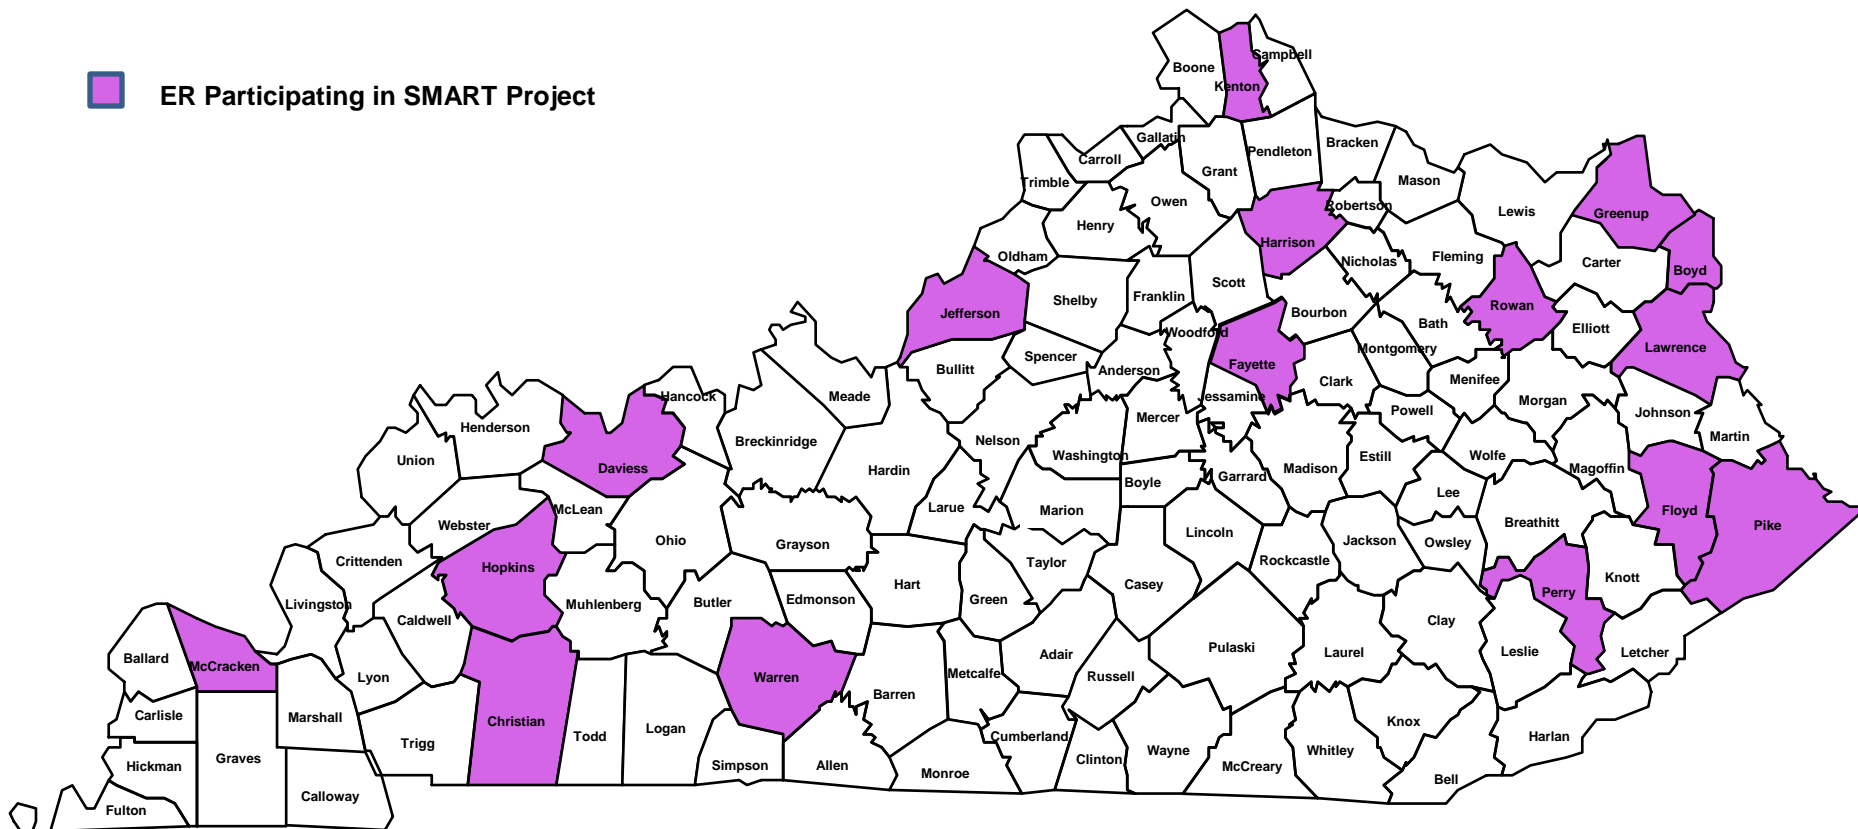 ER Participating in SMART Project
Boone
Campbell
Kenton
Gallatin
Carroll
Pendleton
Bracken
Grant
Trimble
Mason
Owen
Robertson
Lewis
Greenup
Henry
Harrison
Oldham
Nicholas
Fleming
Carter
Boyd
Scott
Shelby
Franklin
Jefferson
Rowan
Bourbon
Bath
Elliott
Woodford
Montgomery
Lawrence
Spencer
Fayette
Bullitt
Anderson
Clark
Menifee
Meade
Hancock
Jessamine
Morgan
Powell
Johnson
Mercer
Henderson
Nelson
Breckinridge
Martin
Washington
Estill
Wolfe
Union
Daviess
Hardin
Madison
Magoffin
Garrard
Boyle
Lee
Larue
McLean
Marion
Floyd
Webster
Breathitt
Pike
Lincoln
Ohio
Jackson
Owsley
Grayson
Crittenden
Hopkins
Taylor
Rockcastle
Casey
Hart
Knott
Perry
Edmonson
Green
Butler
Muhlenberg
Livingston
Caldwell
Clay
Pulaski
Leslie
Laurel
Letcher
Adair
Ballard
McCracken
Metcalfe
Russell
Lyon
Warren
Barren
Carlisle
Marshall
Christian
Knox
Logan
Todd
Cumberland
Harlan
Trigg
Wayne
Whitley
Graves
Clinton
Hickman
Simpson
Allen
McCreary
Monroe
Bell
Calloway
Fulton